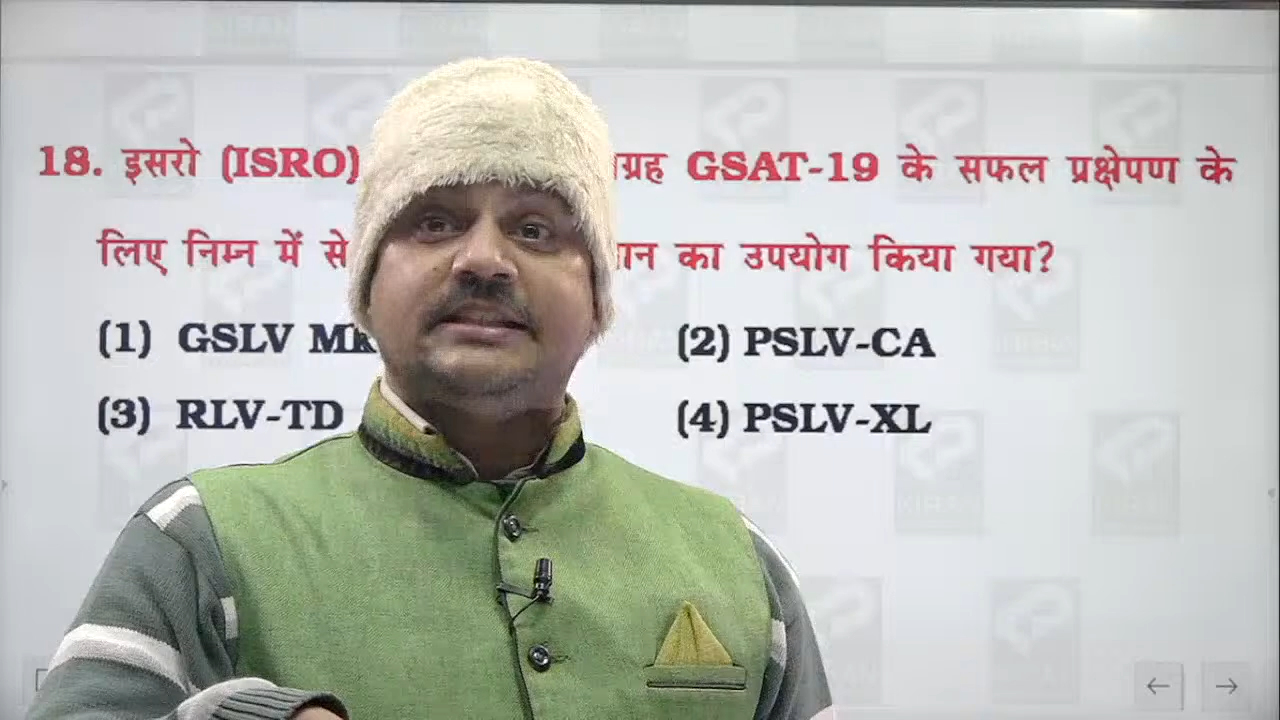 18. इसरो (ISRO) GSAT-19 के सफल प्रक्षेपण के
लिए निम्न में से का उपयोग किया गया?
(1) GSLV (2) PSLV-CA
(3) RLV-TD (4) PSLV-XL